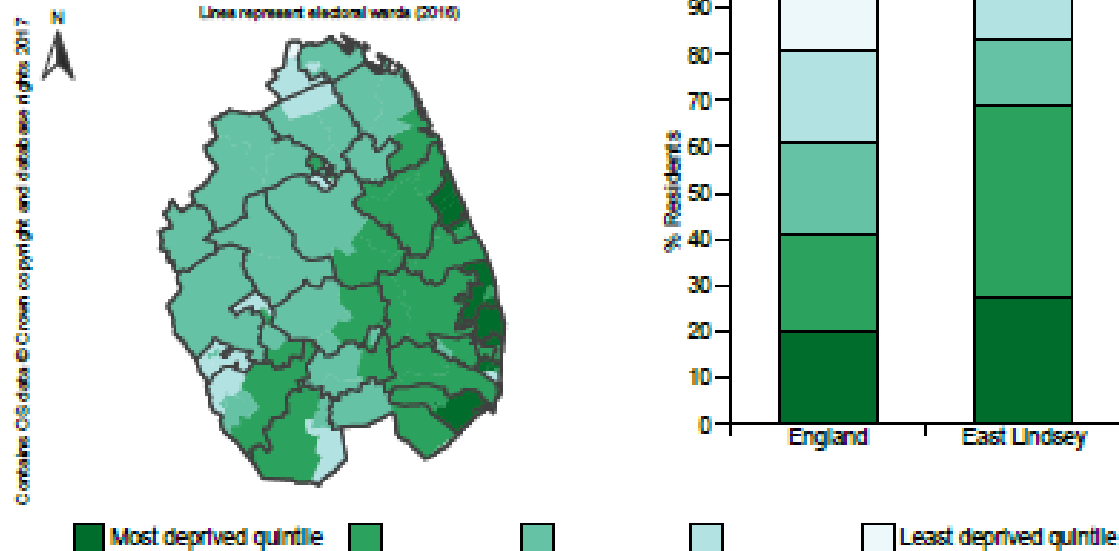 Lines represent electoral wards (2016)
N
Contains OS data © Crown copyright and database rights 2017
% Residents
90
80
70
60
50
40
30
20
10
0
England
East Lindsey
Most deprived quintile
Least deprived quintile